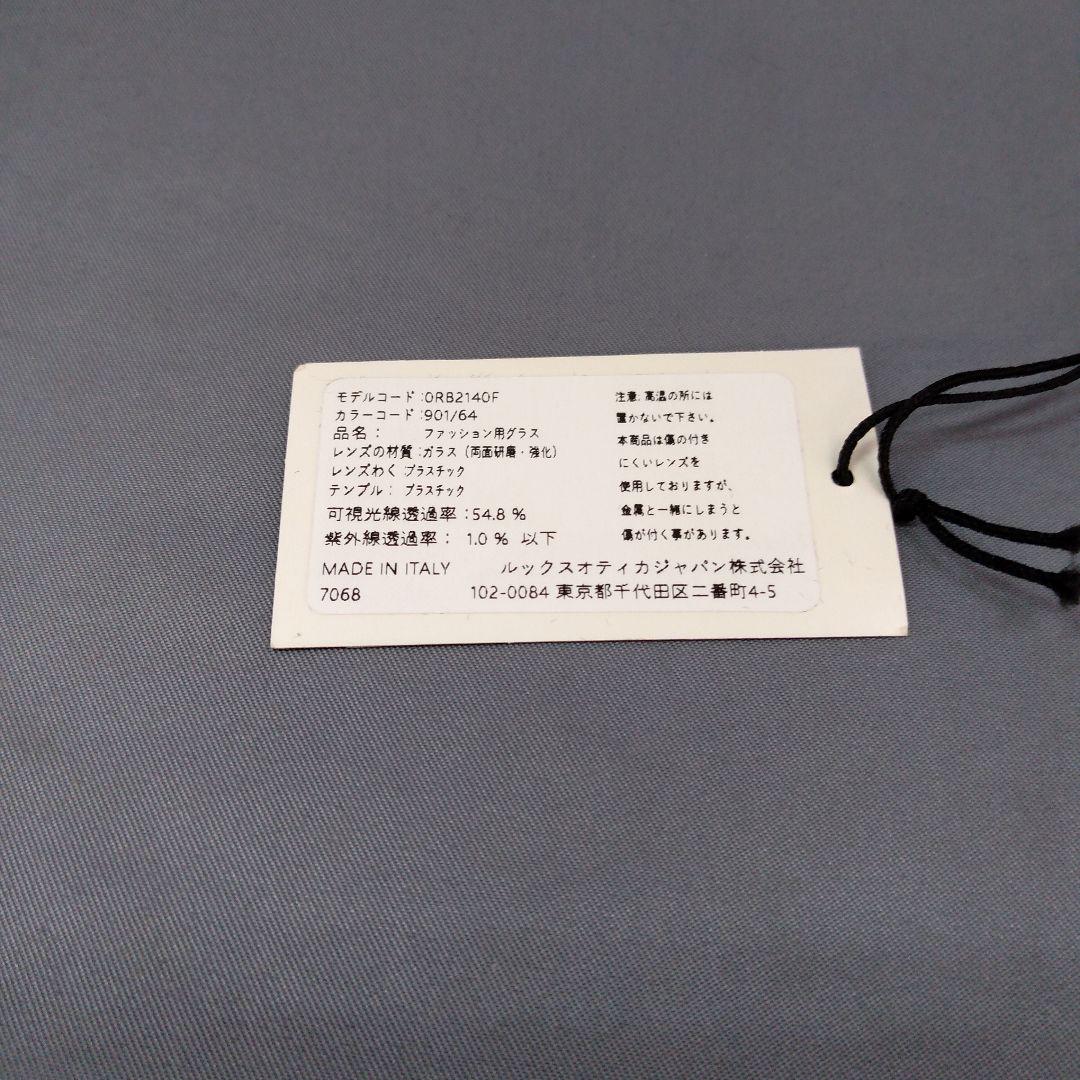 モデルコード:0RB2140F
カラーコード:901/64
品名: ファッション用グラス
レンズの材質:ガラス(両面研磨・強化)
レンズわく:プラスチック
テンプル: プラスチック
可視光線透過率:54.8 %
紫外線透過率: 1.0 % 以下
注意:高温の所には
置かないで下さい。
本商品は傷の付き
にくいレンズを
使用しておりますが、
金属と一緒にしまうと
傷が付く事があります。
MADE IN ITALY ルックスオティカジャパン株式会社
7068 102-0084 東京都千代田区二番町4-5